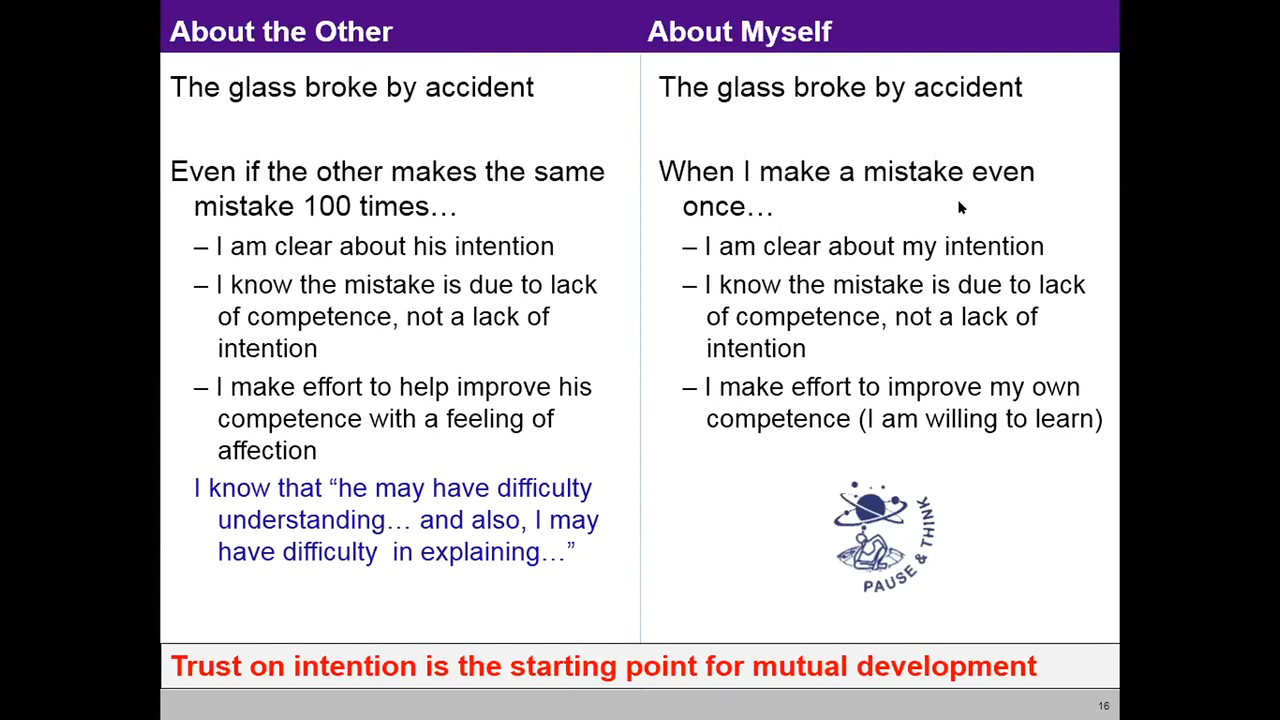 About the Other
The glass broke by accident
Even if the other makes the same
mistake 100 times…
– I am clear about his intention
– I know the mistake is due to lack
of competence, not a lack of
intention
– I make effort to help improve his
competence with a feeling of
affection
I know that “he may have difficulty
understanding… and also, I may
have difficulty in explaining…”
About Myself
The glass broke by accident
When I make a mistake even
once…
– I am clear about my intention
– I know the mistake is due to lack
of competence, not a lack of
intention
– I make effort to improve my own
competence (I am willing to learn)
PAUSE & THINK
Trust on intention is the starting point for mutual development
16